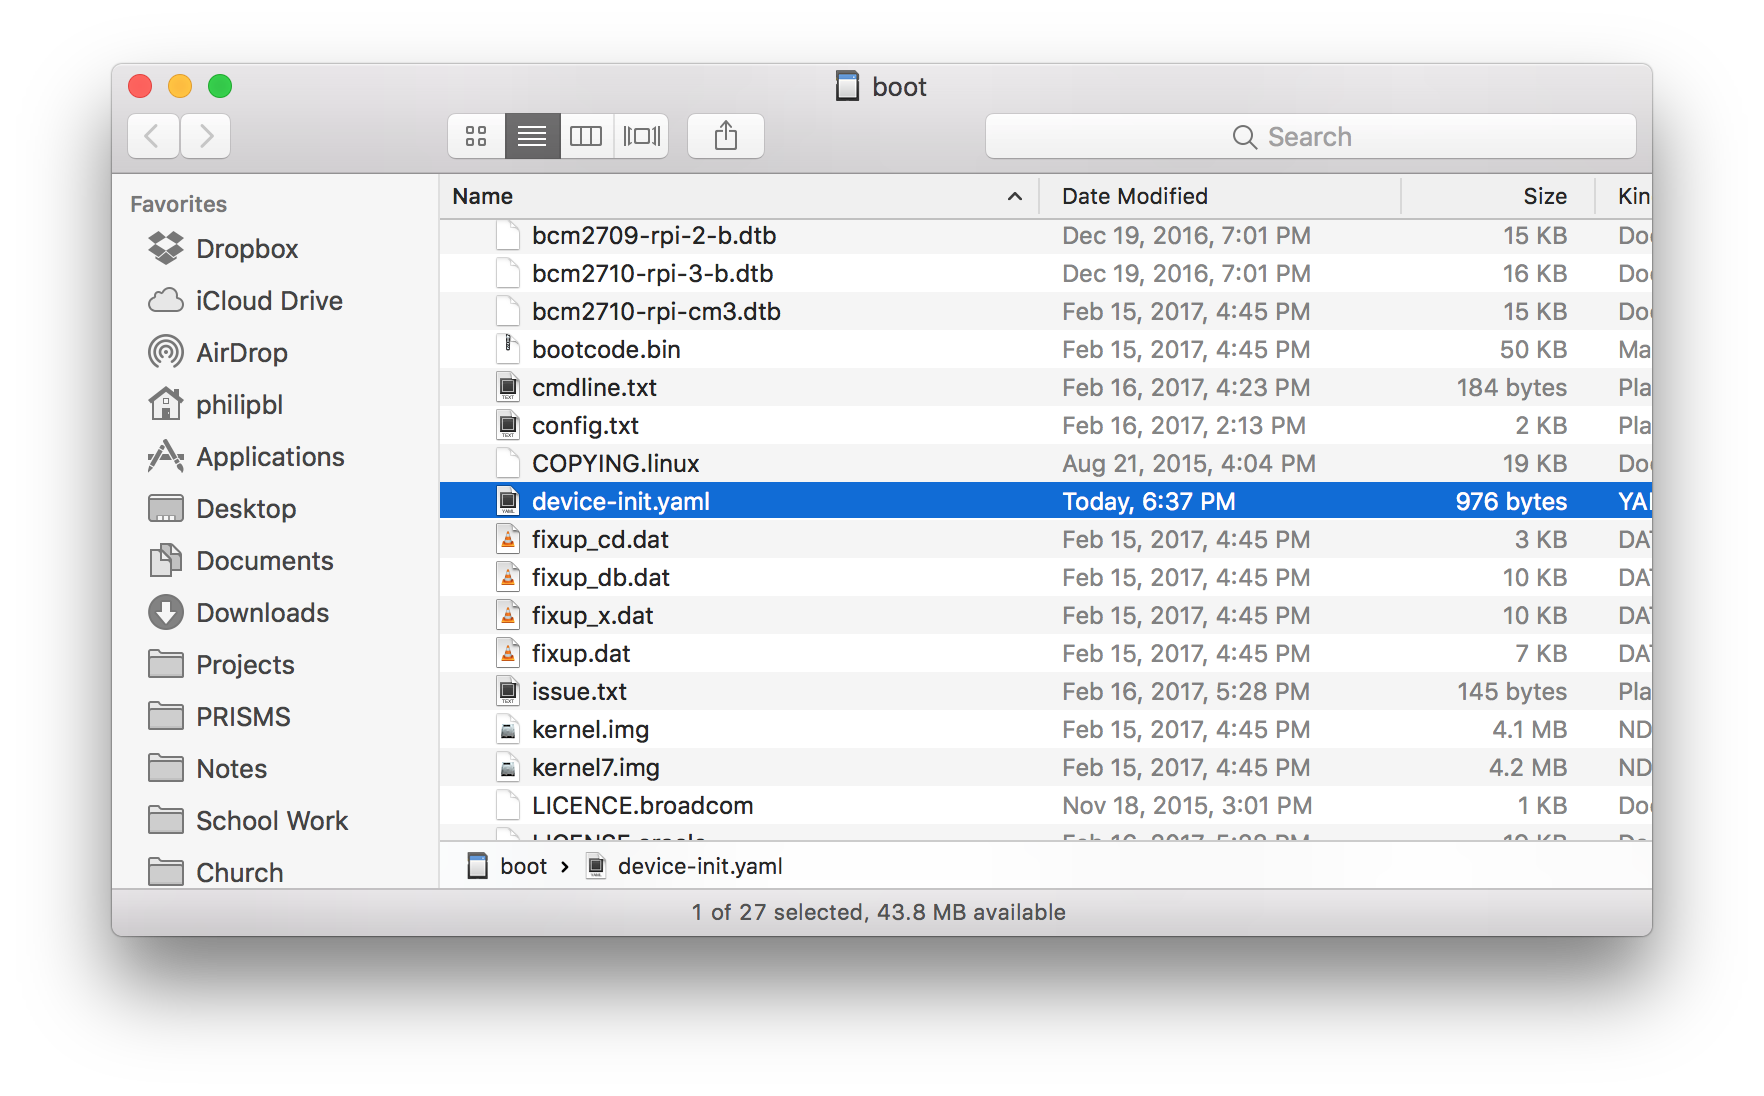 boot
Search
Favorites
Dropbox
iCloud Drive
AirDrop
philipbl
Applications
Desktop
Documents
Downloads
Projects
PRISMS
Notes
School Work
Church
Name Date Modified Size Kin
bcm2709-rpi-2-b.dtb Dec 19, 2016, 7:01 PM 15 KB Do
bcm2710-rpi-3-b.dtb Dec 19, 2016, 7:01 PM 16 KB Do
bcm2710-rpi-cm3.dtb Feb 15, 2017, 4:45 PM 15 KB Do
bootcode.bin Feb 15, 2017, 4:45 PM 50 KB Ma
cmdline.txt Feb 16, 2017, 4:23 PM 184 bytes Pla
config.txt Feb 16, 2017, 2:13 PM 2 KB Pla
COPYING.linux Aug 21, 2015, 4:04 PM 19 KB Do
device-init.yaml Today, 6:37 PM 976 bytes YA
fixup_cd.dat Feb 15, 2017, 4:45 PM 3 KB DA
fixup_db.dat Feb 15, 2017, 4:45 PM 10 KB DA
fixup_x.dat Feb 15, 2017, 4:45 PM 10 KB DA
fixup.dat Feb 15, 2017, 4:45 PM 7 KB DA
issue.txt Feb 16, 2017, 5:28 PM 145 bytes Pla
kernel.img Feb 15, 2017, 4:45 PM 4.1 MB ND
kernel7.img Feb 15, 2017, 4:45 PM 4.2 MB ND
LICENCE.broadcom Nov 18, 2015, 3:01 PM 1 KB Do
boot › device-init.yaml
1 of 27 selected, 43.8 MB available